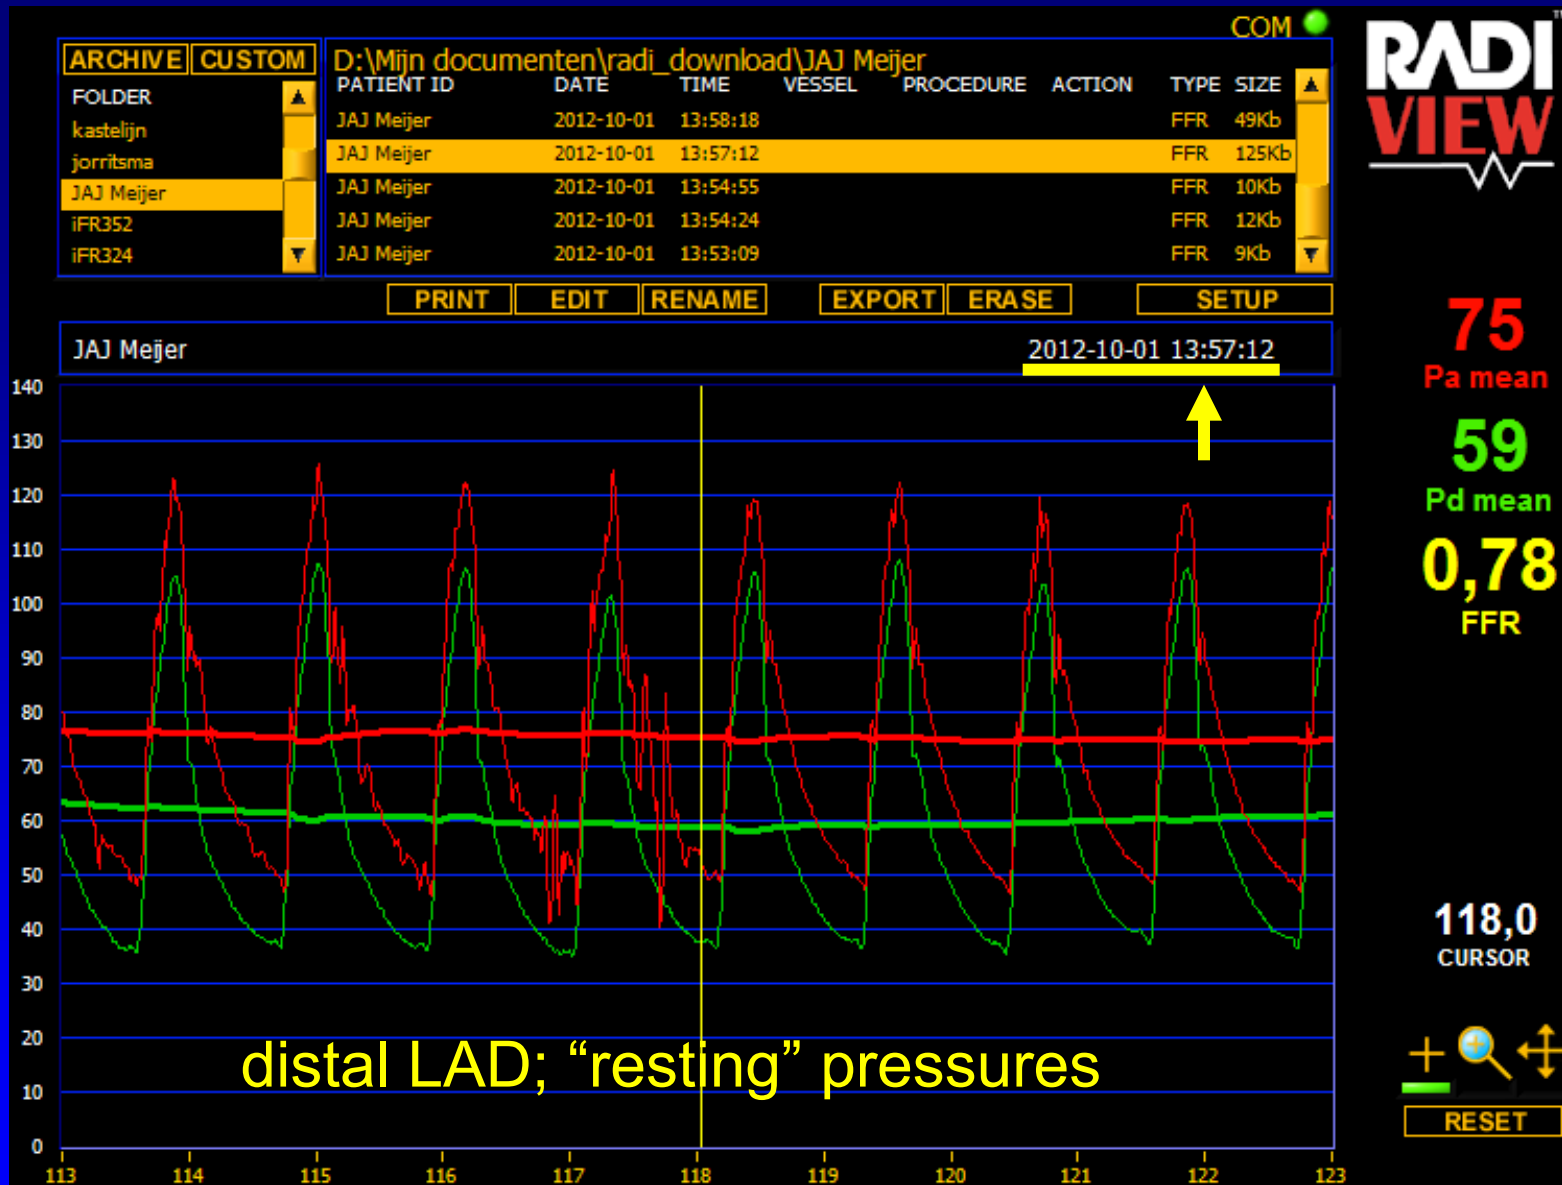 COM
RADI
VIEW
TM
ARCHIVE CUSTOM
D:\Mijn documenten\radi_download\JAJ Meijer
FOLDER
kastelijn
jorritsma
JAJ Meijer
iFR352
iFR324
PATIENT ID DATE TIME VESSEL PROCEDURE ACTION TYPE SIZE
JAJ Meijer 2012-10-01 13:58:18 FFR 49Kb
JAJ Meijer 2012-10-01 13:57:12 FFR 125Kb
JAJ Meijer 2012-10-01 13:54:55 FFR 10Kb
JAJ Meijer 2012-10-01 13:54:24 FFR 12Kb
JAJ Meijer 2012-10-01 13:53:09 FFR 9Kb
PRINT EDIT RENAME EXPORT ERASE SETUP
JAJ Meijer 2012-10-01 13:57:12
75
Pa mean
59
Pd mean
0,78
FFR
118,0
CURSOR
RESET
140
130
120
110
100
90
80
70
60
50
40
30
20
10
0
distal LAD; “resting” pressures
113 114 115 116 117 118 119 120 121 122 123